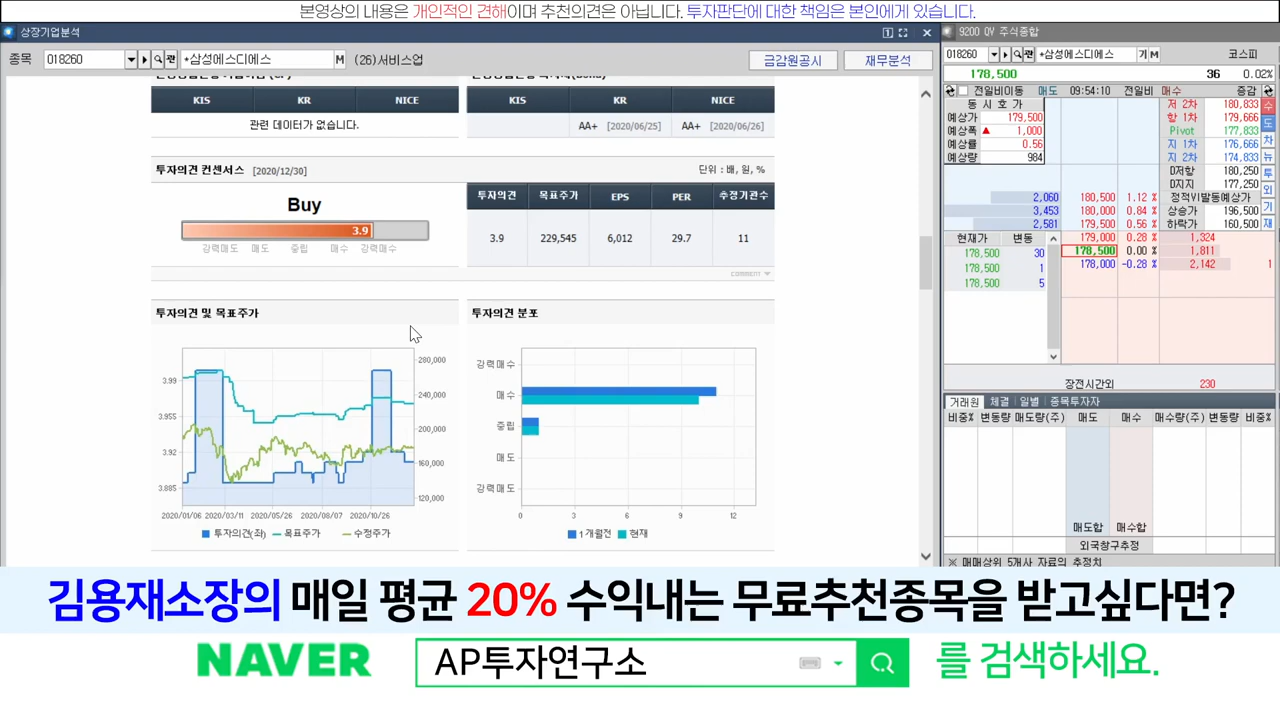 본영상의 내용은 개인적인 견해이며 추천의견은 아닙니다. 투자판단에 대한 책임은 본인에게 있습니다.
상장기업분석
종목 018260 관 *삼성에스디에스 M (26)서비스업 금감원공시 재무분석
KIS KR NICE
관련 데이터가 없습니다.
KIS KR NICE
AA+ [2020/06/25] AA+ [2020/06/26]
투자의견 컨센서스 [2020/12/30] 단위 : 배, 원, %
Buy
3.9
강력매도 매도 중립 매수 강력매수
투자의견 목표주가 EPS PER 추정기관수
3.9 229,545 6,012 29.7 11
COMMENT
투자의견 및 목표주가
3.99
3.955
3.92
3.885
280,000
240,000
200,000
160,000
120,000
2020/01/06 2020/03/11 2020/05/26 2020/08/07 2020/10/26
투자의견(좌) 목표주가 수정주가
투자의견 분포
강력매수
매수
중립
매도
강력매도
0 3 6 9 12
1개월전 현재
9200 QV 주식종합
018260 관 *삼성에스디에스 기 M 코스피
178,500 36 0.02%
전일비이동 매도 09:54:10 전일비 매수 증감
동 시 호 가
예상가 179,500
예상폭 ▲ 1,000
예상률 0.56
예상량 984
저 2차 180,833
항 1차 179,666
Pivot 177,833
지 1차 176,666
지 2차 174,833
D저항 180,250
D지지 177,250
정적VI발동예상가
상승가 196,500
하락가 160,500
수
도
차
뉴
투
외
기
재
2,060 180,500 1.12 %
3,453 180,000 0.84 %
2,581 179,500 0.56 %
현재가 변동
178,500 30
178,500 1
178,500 5
179,000 0.28 % 1,324
178,500 0.00 % 1,811
178,000 -0.28 % 2,142 1
장전시간외 230
거래원 체결 일별 종목투자자
비중% 변동량 매도량(주) 매도 매수 매수량(주) 변동량 비중%
매도합 매수합
외국창구추정
※ 매매상위 5개사 자료의 추정치
김용재소장의 매일 평균 20% 수익내는 무료추천종목을 받고싶다면?
NAVER AP투자연구소 를 검색하세요.